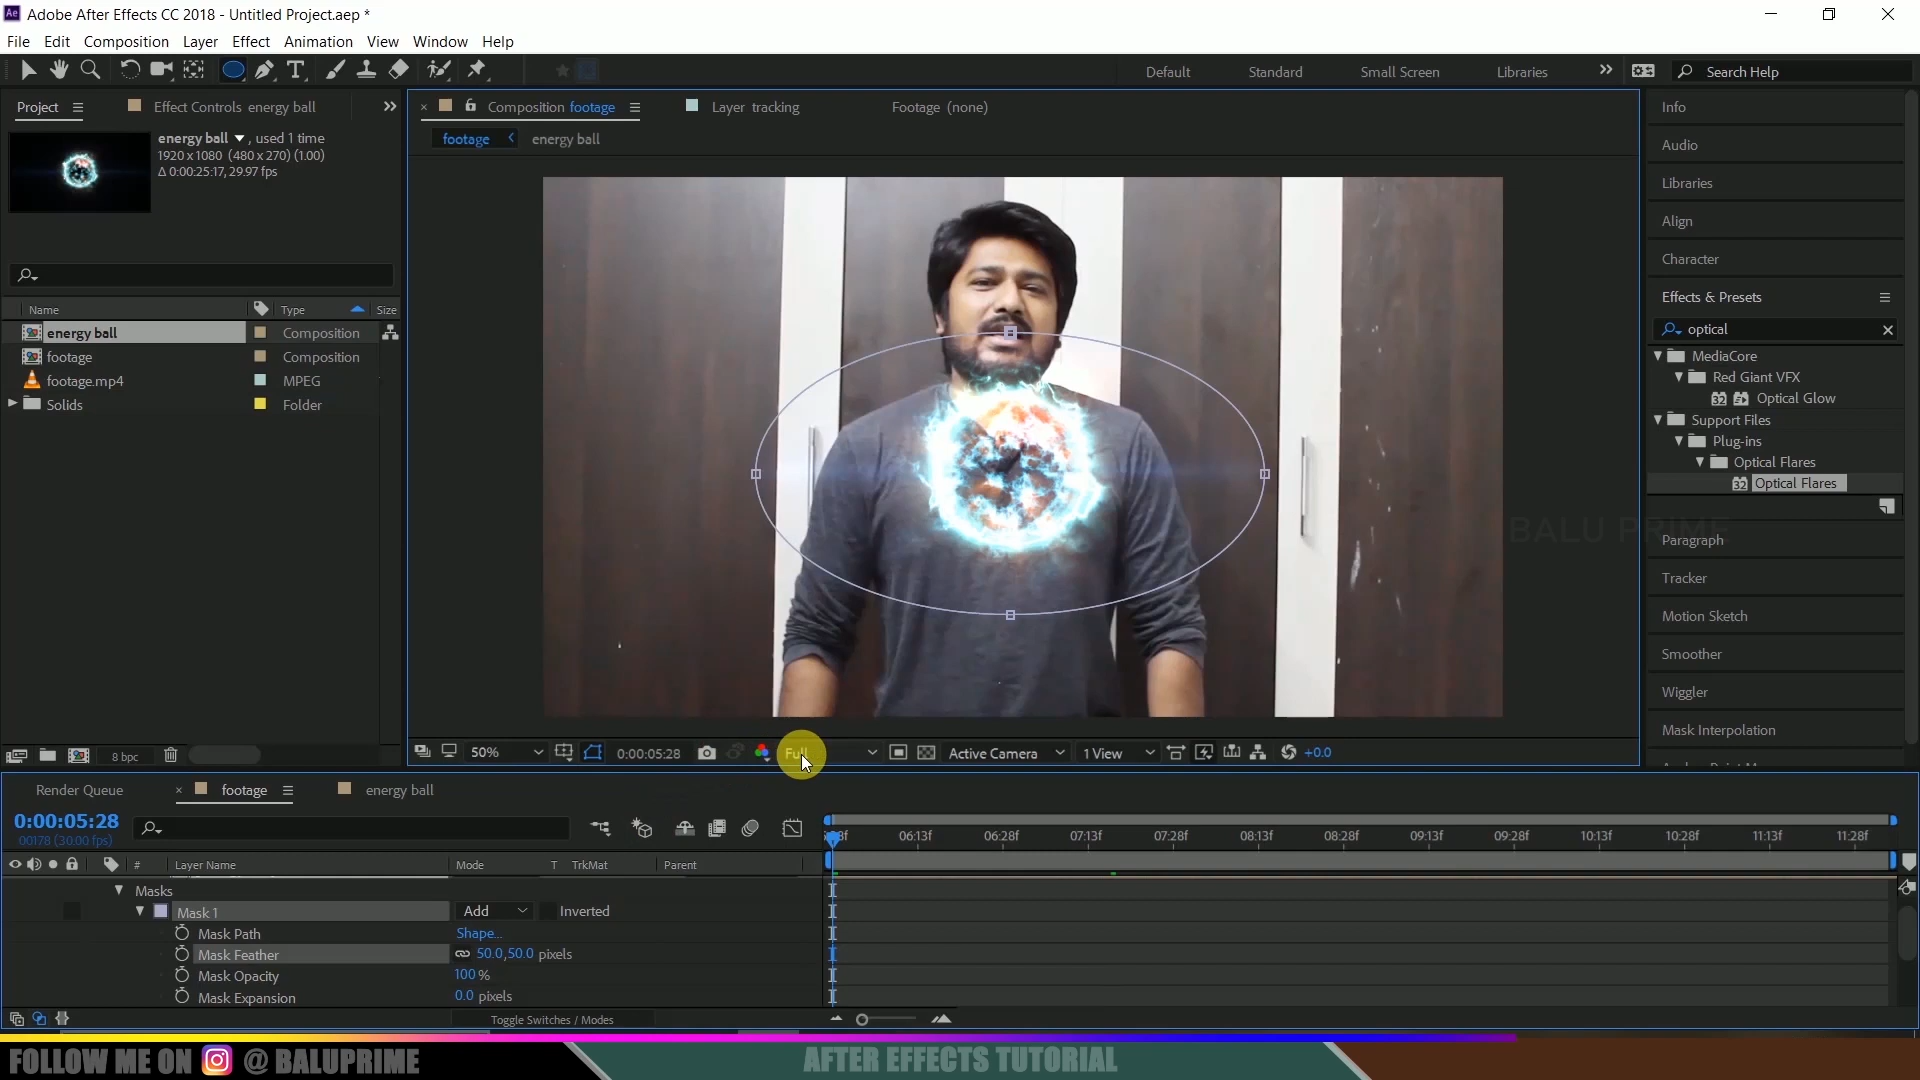 Adobe After Effects CC 2018 - Untitled Project.aep *
File Edit Composition Layer Effect Animation View Window Help
Default Standard Small Screen Libraries Search Help
Project Effect Controls energy ball
Composition footage Layer tracking Footage (none)
footage energy ball
energy ball , used 1 time
1920 x 1080 (480 x 270) (1.00)
Δ 0:00:25:17, 29.97 fps
Name Type Size
energy ball Composition
footage Composition
footage.mp4 MPEG
Solids Folder
8 bpc
Info
Audio
Libraries
Align
Character
Effects & Presets
optical
MediaCore
Red Giant VFX
32 Optical Glow
Support Files
Plug-ins
Optical Flares
32 Optical Flares
BALU PRIME
Paragraph
Tracker
Motion Sketch
Smoother
Wiggler
Mask Interpolation
50% 0:00:05:28 Full Active Camera 1 View +0.0
Render Queue footage energy ball
0:00:05:28
00178 (30.00 fps)
06:13f 06:28f 07:13f 07:28f 08:13f 08:28f 09:13f 09:28f 10:13f 10:28f 11:13f 11:28f
# Layer Name Mode T TrkMat Parent
Masks
Mask 1 Add Inverted
Mask Path Shape...
Mask Feather 50.0,50.0 pixels
Mask Opacity 100 %
Mask Expansion 0.0 pixels
Toggle Switches / Modes
FOLLOW ME ON @ BALUPRIME AFTER EFFECTS TUTORIAL